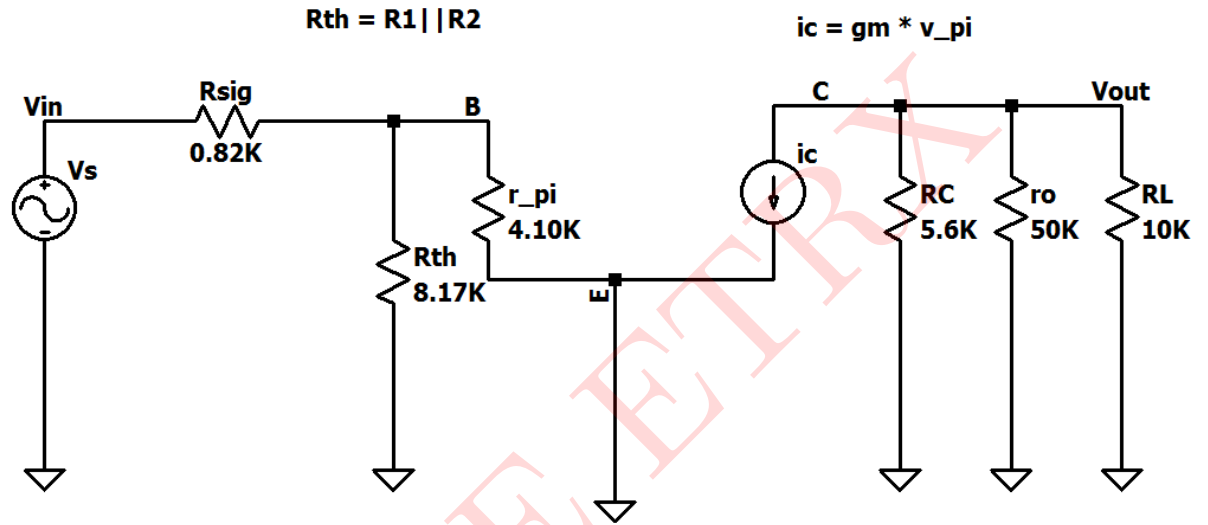 Rth = R1||R2
ic = gm * v_pi
Vin
Rsig
0.82K
B
C
Vout
Vs
+
-
r_pi
4.10K
ic
RC
5.6K
ro
50K
RL
10K
Rth
8.17K
E
E ETRX